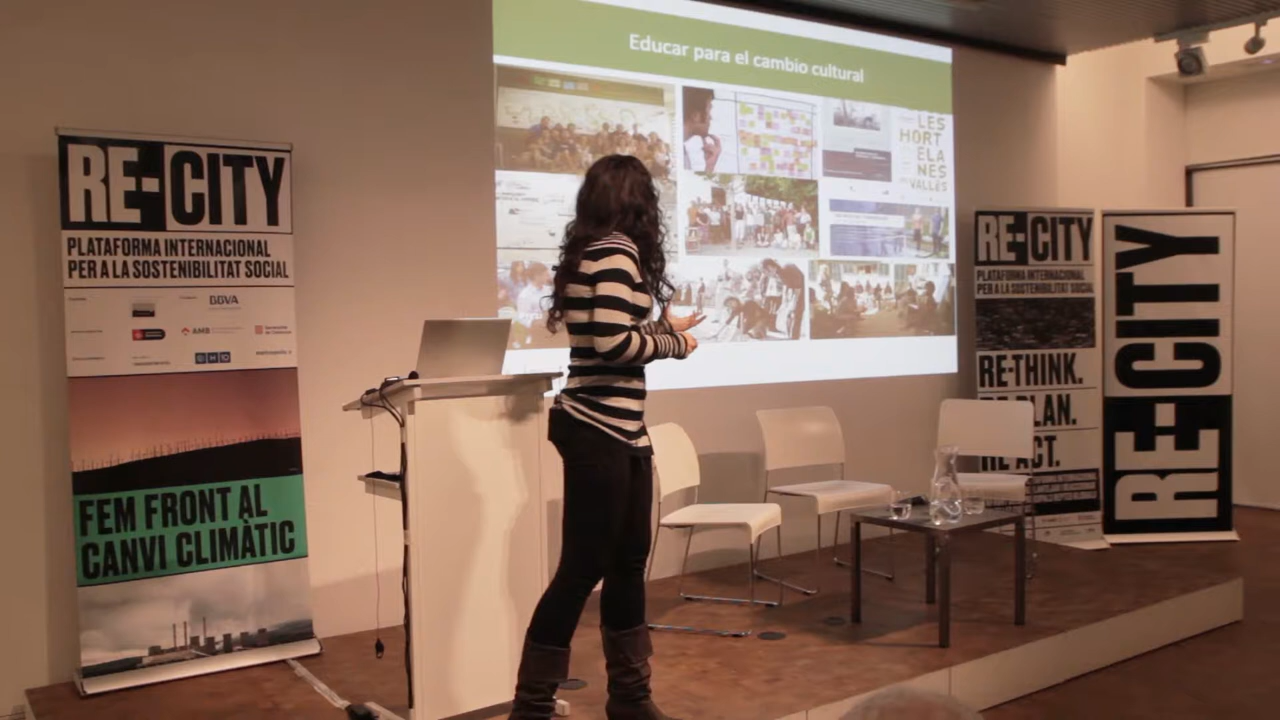 Educar para el cambio cultural
LES
HORT
ELA
NES
VALLÈS
RE-CITY
PLATAFORMA INTERNACIONAL
PER A LA SOSTENIBILITAT SOCIAL
BBVA
AMB
FEM FRONT AL
CANVI CLIMÀTIC
RE-CITY
PLATAFORMA INTERNACIONAL
PER A LA SOSTENIBILITAT SOCIAL
RE-THINK.
RE-PLAN.
RE-ACT.
RE-CITY